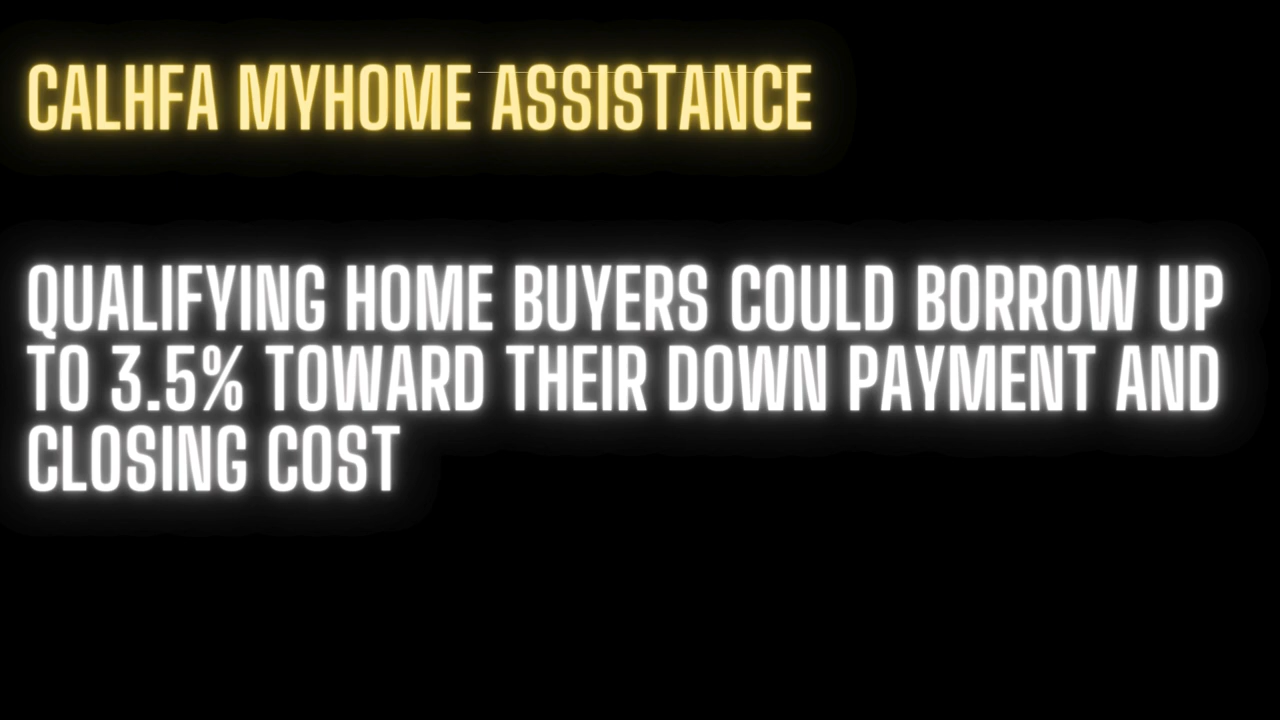 CALHFA MYHOME ASSISTANCE
QUALIFYING HOME BUYERS COULD BORROW UP
TO 3.5% TOWARD THEIR DOWN PAYMENT AND
CLOSING COST